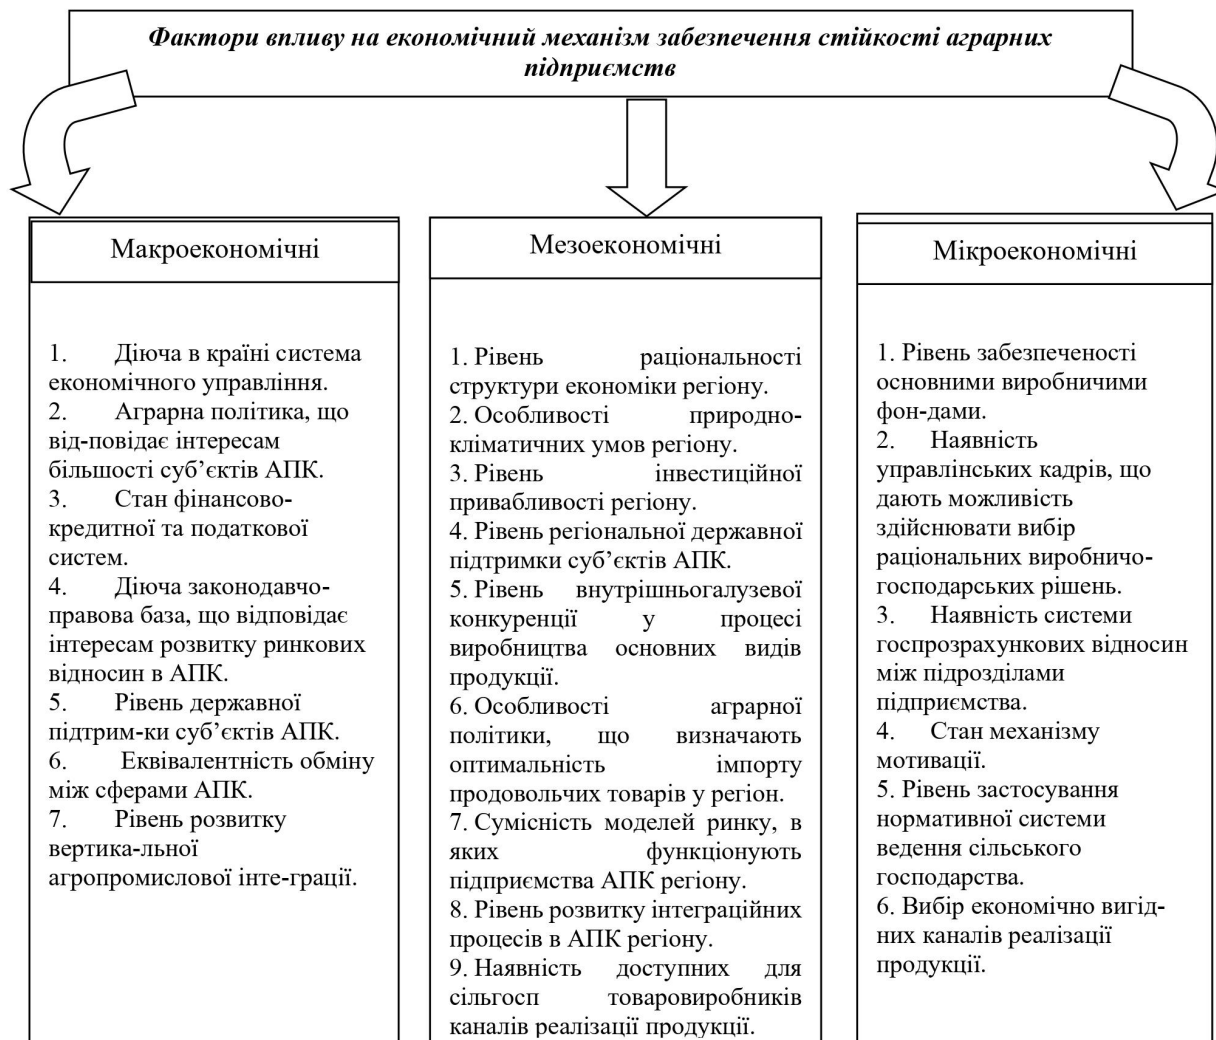 Фактори впливу на економічний механізм забезпечення стійкості аграрних
підприємств
Макроекономічні
1. Діюча в країні система
економічного управління.
2. Аграрна політика, що
від-повідає інтересам
більшості суб’єктів АПК.
3. Стан фінансово-
кредитної та податкової
систем.
4. Діюча законодавчо-
правова база, що відповідає
інтересам розвитку ринкових
відносин в АПК.
5. Рівень державної
підтрим-ки суб’єктів АПК.
6. Еквівалентність обміну
між сферами АПК.
7. Рівень розвитку
вертика-льної
агропромислової інте-грації.
Мезоекономічні
1. Рівень раціональності
структури економіки регіону.
2. Особливості природно-
кліматичних умов регіону.
3. Рівень інвестиційної
привабливості регіону.
4. Рівень регіональної державної
підтримки суб’єктів АПК.
5. Рівень внутрішньогалузевої
конкуренції у процесі
виробництва основних видів
продукції.
6. Особливості аграрної
політики, що визначають
оптимальність імпорту
продовольчих товарів у регіон.
7. Сумісність моделей ринку, в
яких функціонують
підприємства АПК регіону.
8. Рівень розвитку інтеграційних
процесів в АПК регіону.
9. Наявність доступних для
сільгосп товаровиробників
каналів реалізації продукції.
Мікроекономічні
1. Рівень забезпеченості
основними виробничими
фон-дами.
2. Наявність
управлінських кадрів, що
дають можливість
здійснювати вибір
раціональних виробничо-
господарських рішень.
3. Наявність системи
госпрозрахункових відносин
між підрозділами
підприємства.
4. Стан механізму
мотивації.
5. Рівень застосування
нормативної системи
ведення сільського
господарства.
6. Вибір економічно вигід-
них каналів реалізації
продукції.